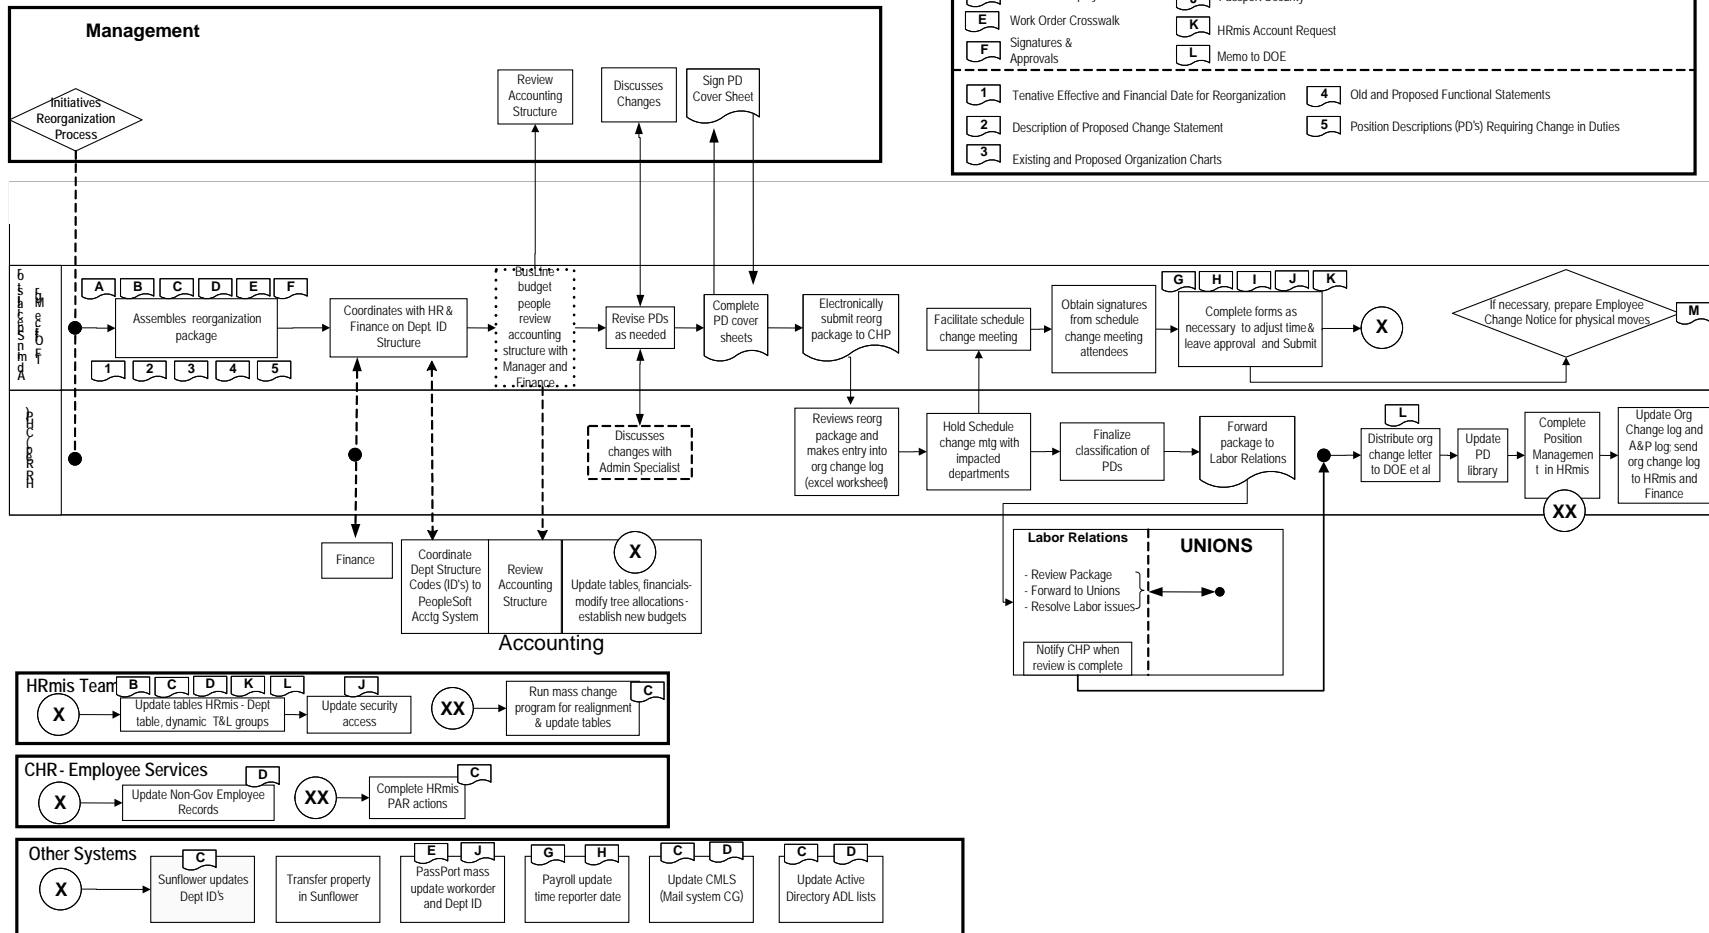 Management
Initiatives
Reorganization
Process
Review
Accounting
Structure
Discusses
Changes
Sign PD
Cover Sheet
E Work Order Crosswalk
F Signatures &
Approvals
K HRmis Account Request
L Memo to DOE
1 Tenative Effective and Financial Date for Reorganization
2 Description of Proposed Change Statement
3 Existing and Proposed Organization Charts
4 Old and Proposed Functional Statements
5 Position Descriptions (PD's) Requiring Change in Duties
A B C D E F
Assembles reorganization
package
1 2 3 4 5
Coordinates with HR &
Finance on Dept. ID
Structure
BusLine
budget
people
review
accounting
structure with
Manager and
Finance
Revise PDs
as needed
Complete
PD cover
sheets
Electronically
submit reorg
package to CHP
Facilitate schedule
change meeting
Obtain signatures
from schedule
change meeting
attendees
G H I J K
Complete forms as
necessary to adjust time &
leave approval and Submit
X
If necessary, prepare Employee
Change Notice for physical moves
M
Discusses
changes with
Admin Specialist
Reviews reorg
package and
makes entry into
org change log
(excel worksheet)
Hold Schedule
change mtg with
impacted
departments
Finalize
classification of
PDs
Forward
package to
Labor Relations
L
Distribute org
change letter
to DOE et al
Update
PD
library
Complete
Position
Managemen
t in HRmis
XX
Update Org
Change log and
A&P log; send
org change log
to HRmis and
Finance
Finance
Coordinate
Dept Structure
Codes (ID's) to
PeopleSoft
Acctg System
Review
Accounting
Structure
X
Update tables, financials-
modify tree allocations-
establish new budgets
Accounting
Labor Relations
- Review Package
- Forward to Unions
- Resolve Labor issues
Notify CHP when
review is complete
UNIONS
HRmis Team
B C D K L
X
Update tables HRmis - Dept
table, dynamic T&L groups
J
Update security
access
XX
Run mass change
program for realignment
& update tables
C
CHR - Employee Services
X
D
Update Non-Gov Employee
Records
XX
C
Complete HRmis
PAR actions
Other Systems
X
C
Sunflower updates
Dept ID's
Transfer property
in Sunflower
E J
PassPort mass
update workorder
and Dept ID
G H
Payroll update
time reporter date
C D
Update CMLS
(Mail system CG)
C D
Update Active
Directory ADL lists